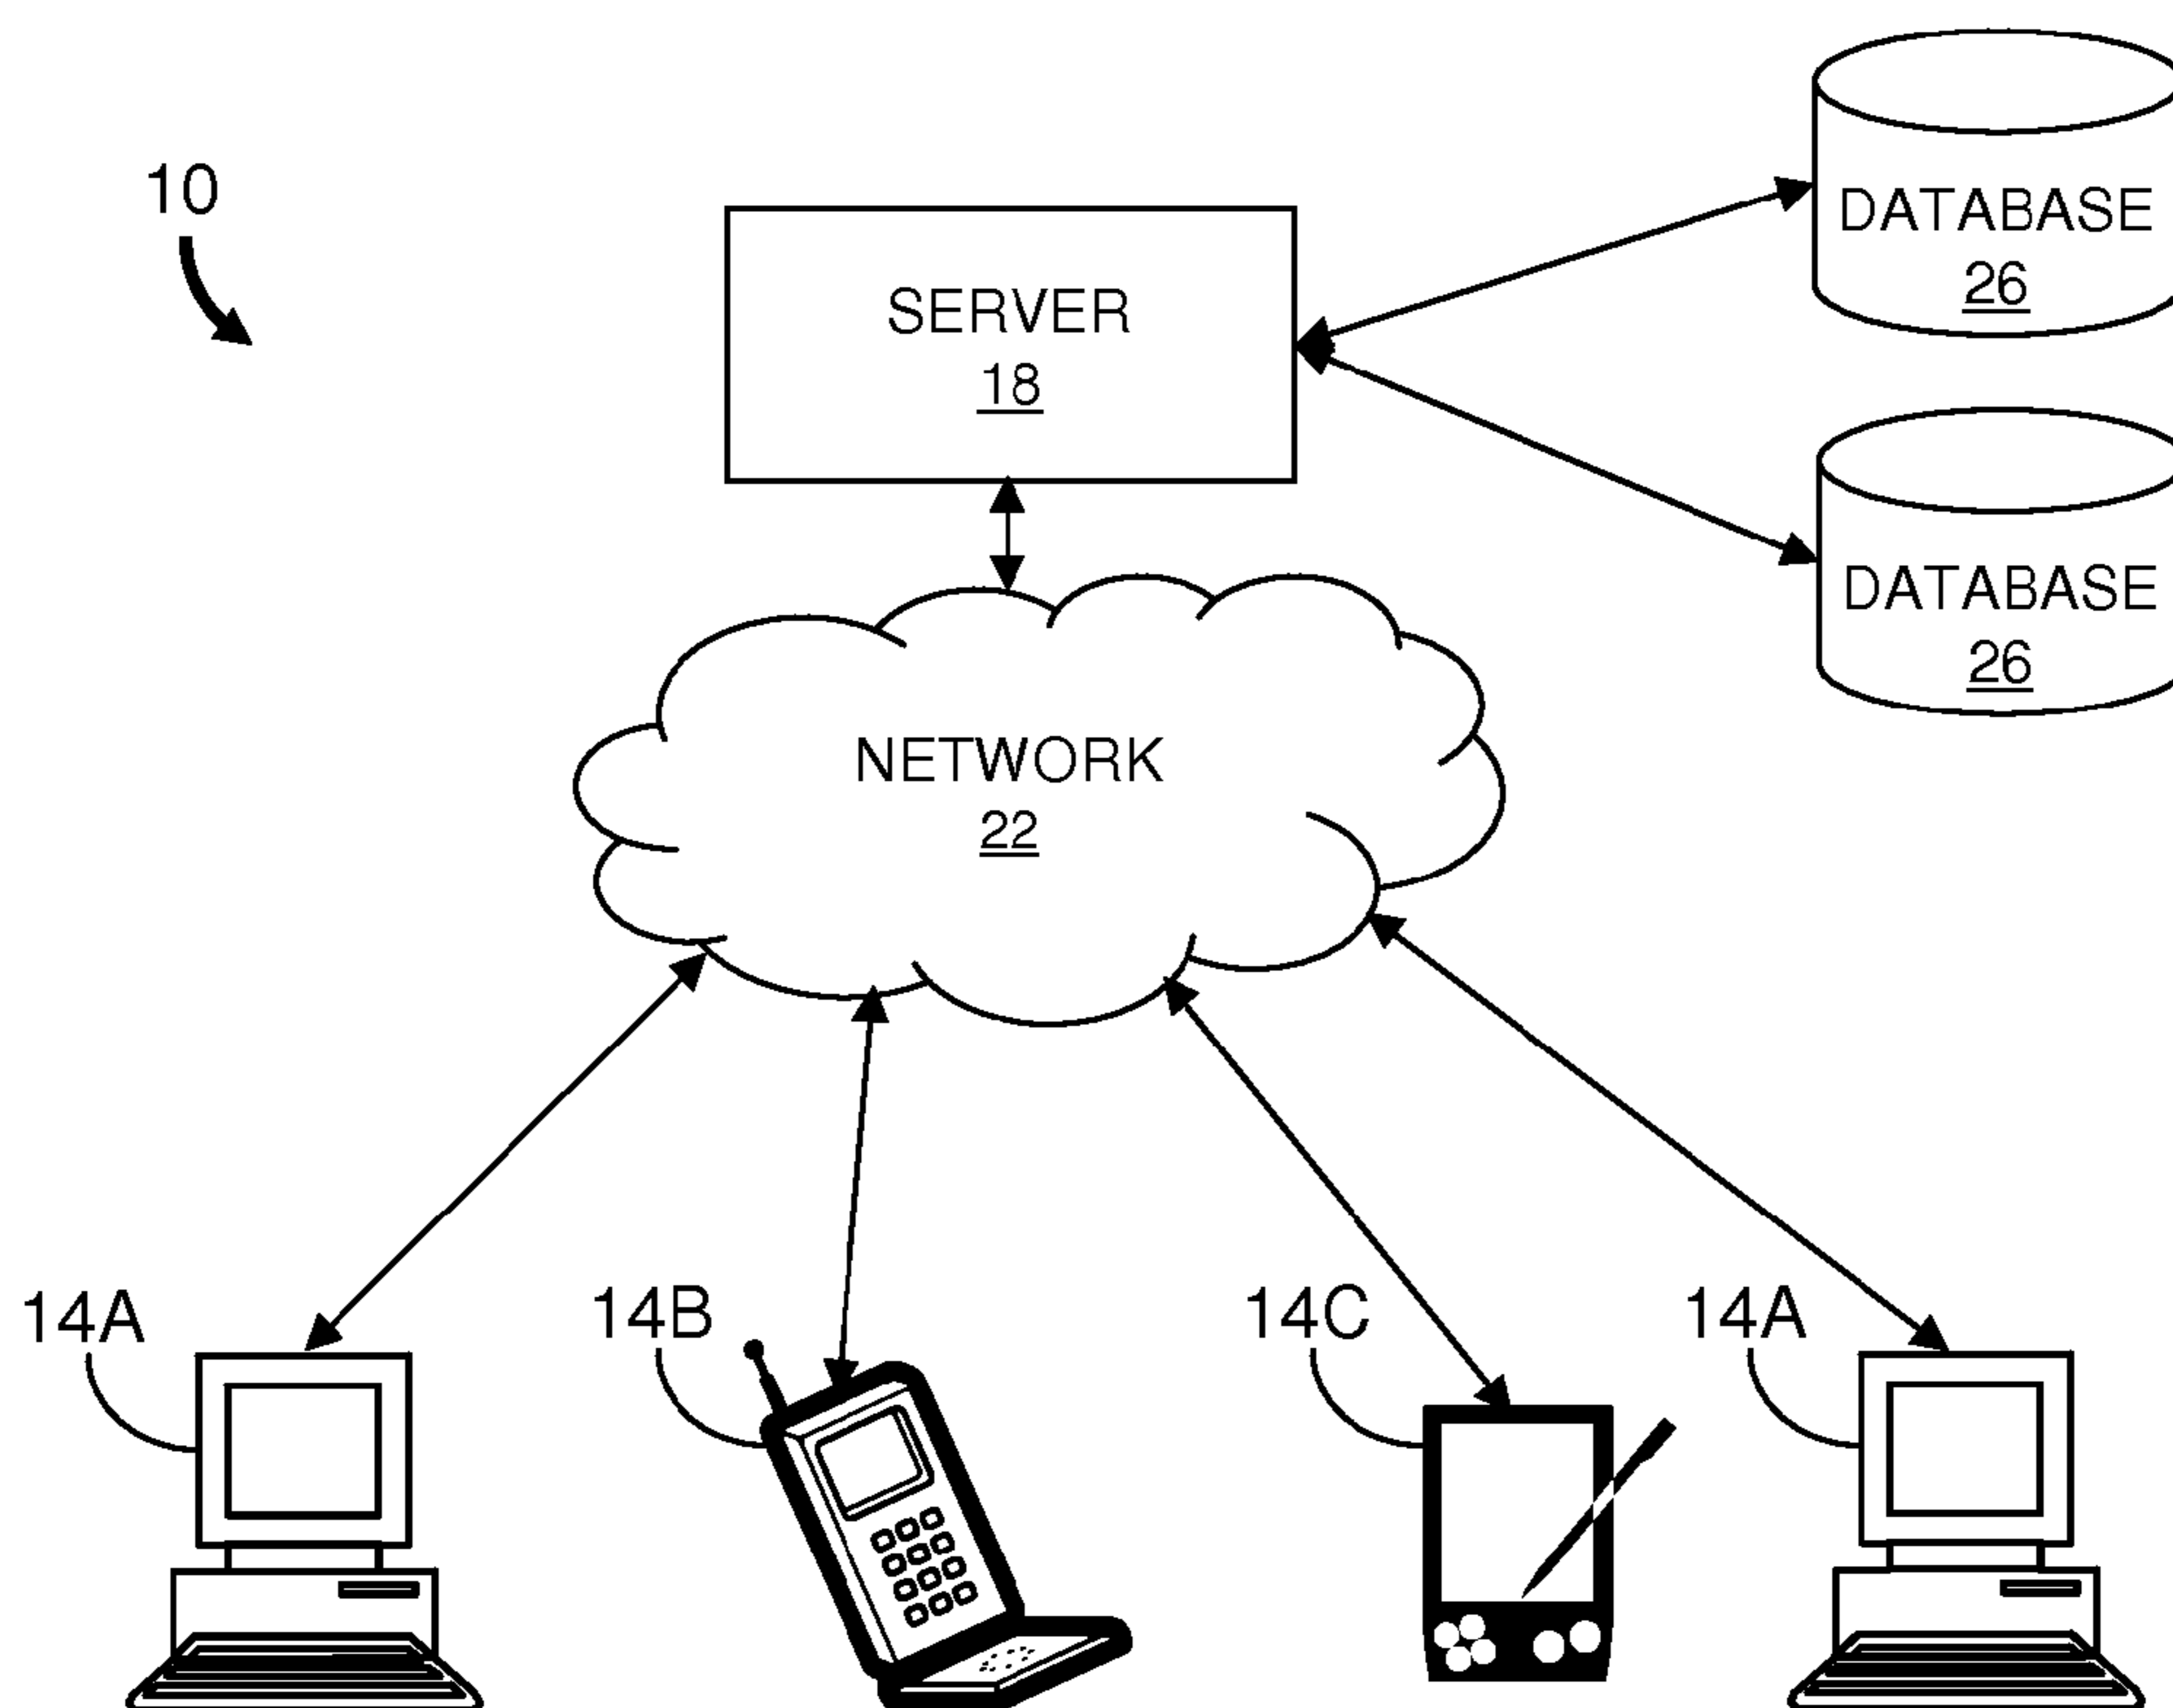 10
SERVER
18
DATABASE
26
DATABASE
26
NETWORK
22
14A
14B
14C
14A